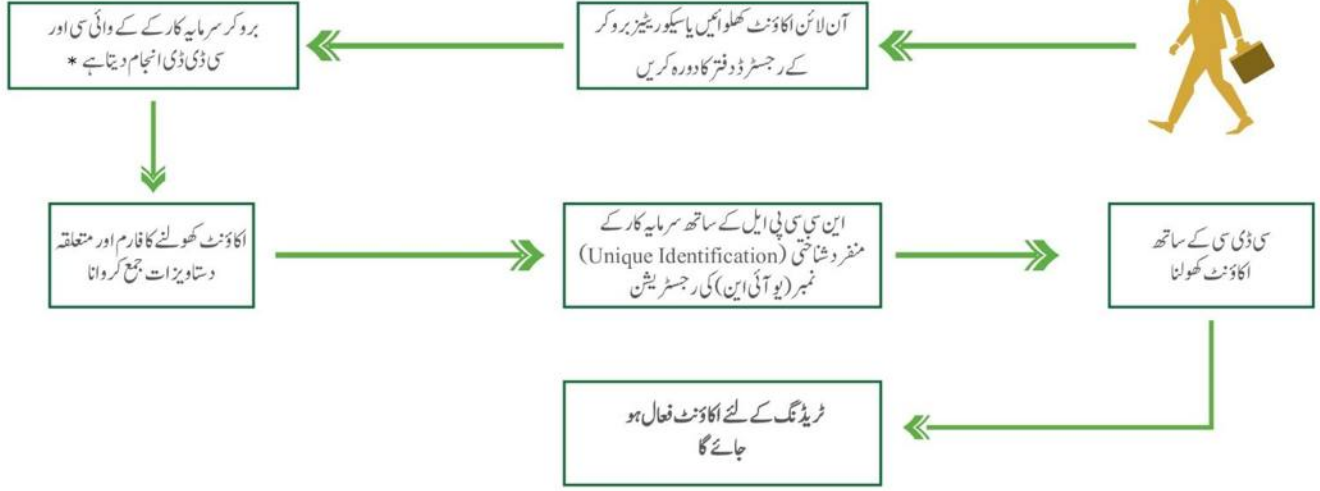 آن لائن اکاؤنٹ کھلوائیں یا سیکوریٹیز بروکر
کے رجسٹرڈ دفتر کا دورہ کریں
بروکر سرمایہ کار کے کے وائی سی اور
سی ڈی ڈی انجام دیتا ہے *
اکاؤنٹ کھولنے کا فارم اور متعلقہ
دستاویزات جمع کروانا
این سی سی پی ایل کے ساتھ سرمایہ کار کے
منفرد شناختی (Unique Identification)
نمبر (یو آئی این) کی رجسٹریشن
سی ڈی سی کے ساتھ
اکاؤنٹ کھولنا
ٹریڈنگ کے لئے اکاؤنٹ فعال ہو
جائے گا